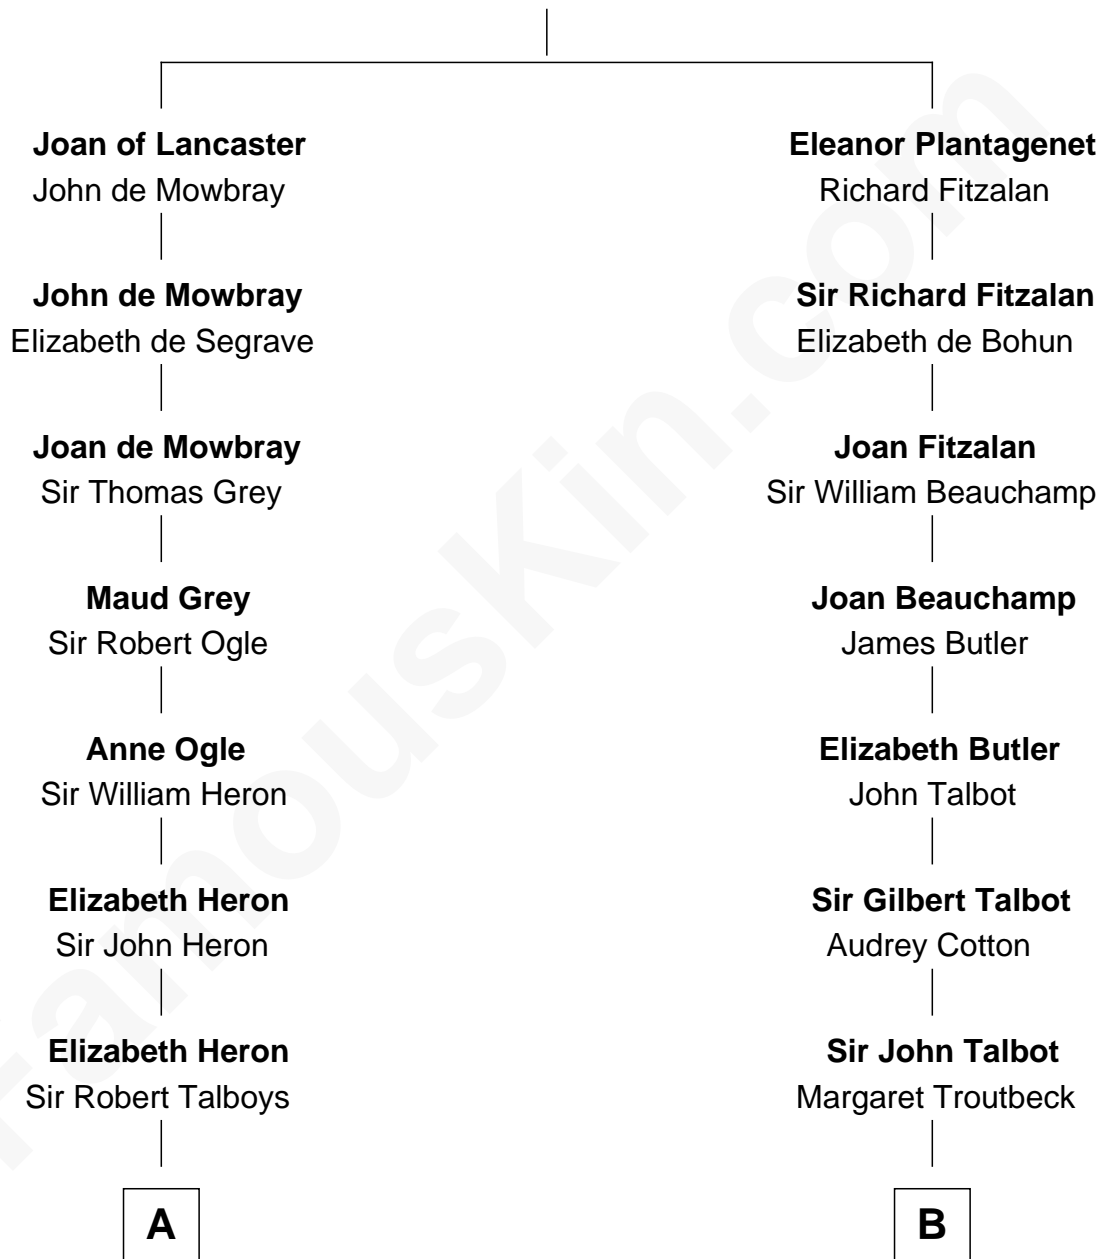 Joan of Lancaster
John de Mowbray
John de Mowbray
Elizabeth de Segrave
Joan de Mowbray
Sir Thomas Grey
Maud Grey
Sir Robert Ogle
Anne Ogle
Sir William Heron
Elizabeth Heron
Sir John Heron
Elizabeth Heron
Sir Robert Talboys
A
Eleanor Plantagenet
Richard Fitzalan
Sir Richard Fitzalan
Elizabeth de Bohun
Joan Fitzalan
Sir William Beauchamp
Joan Beauchamp
James Butler
Elizabeth Butler
John Talbot
Sir Gilbert Talbot
Audrey Cotton
Sir John Talbot
Margaret Troutbeck
B
FamousKin.com